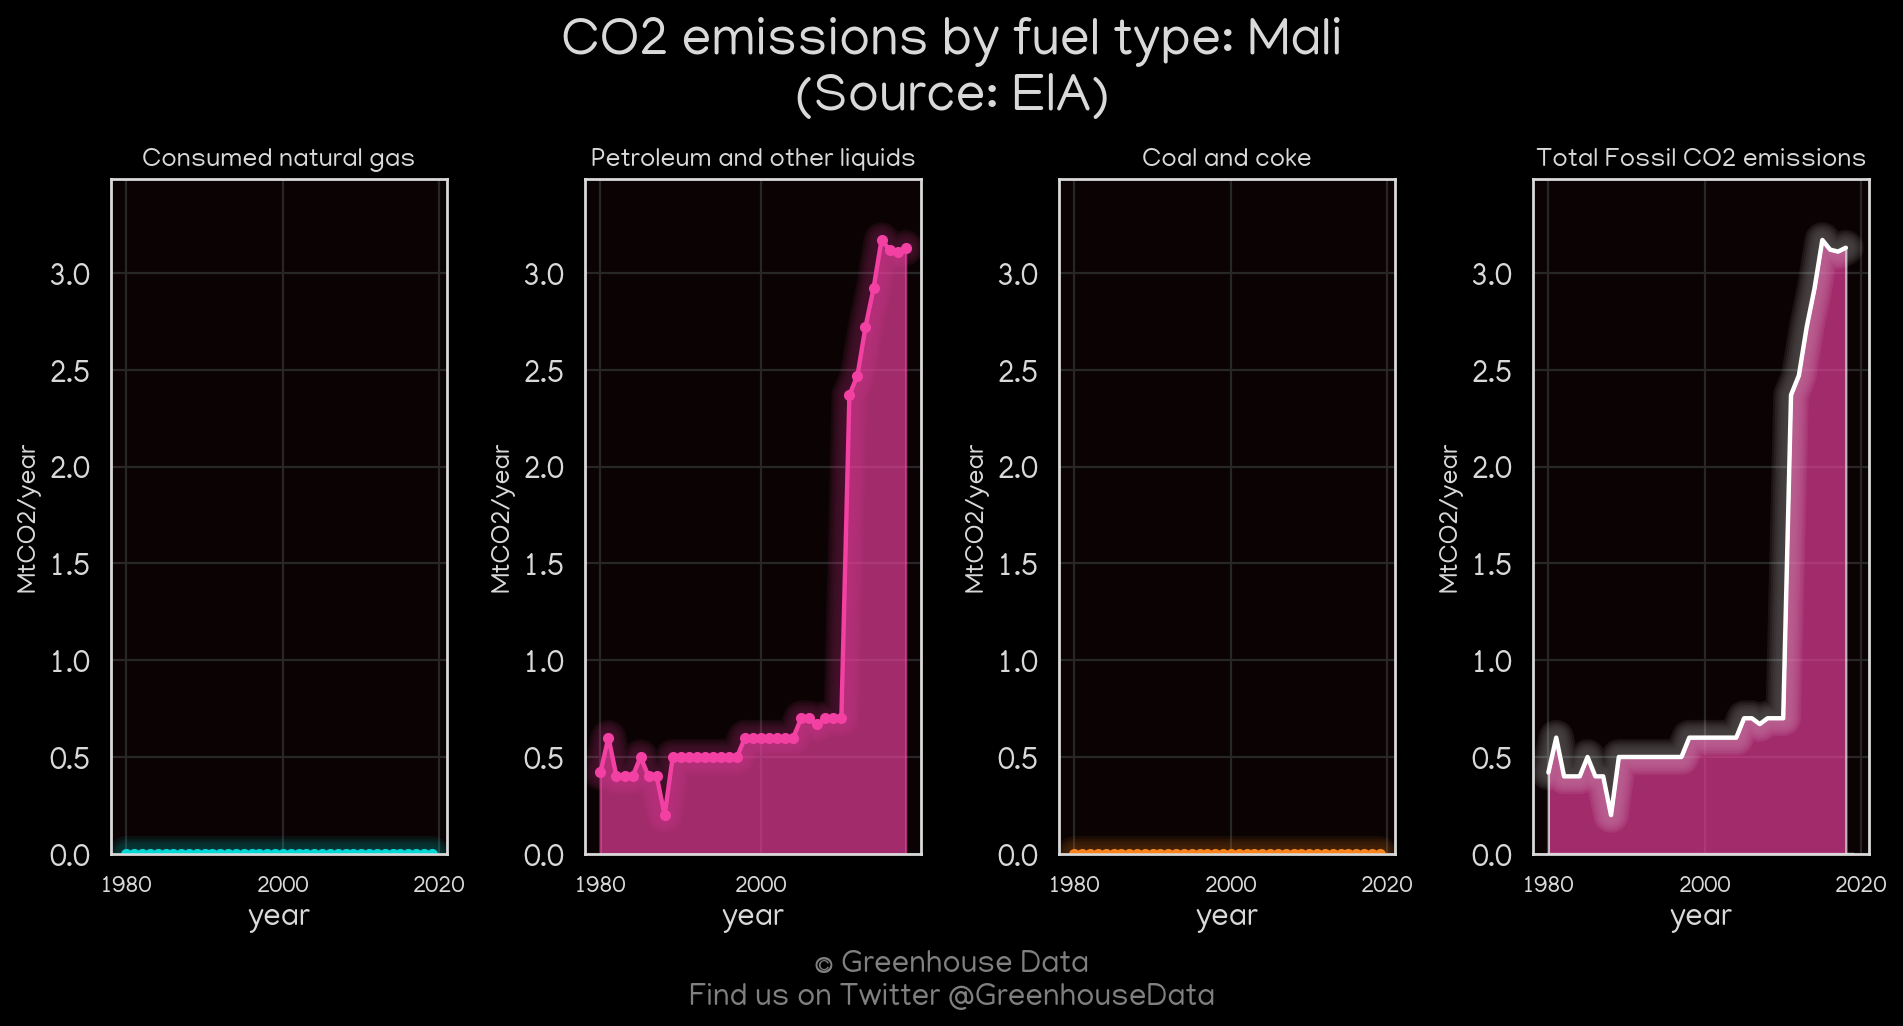 CO2 emissions by fuel type: Mali
(Source: EIA)
Consumed natural gas
MtCO2/year
3.0
2.5
2.0
1.5
1.0
0.5
0.0
1980 2000 2020
year
Petroleum and other liquids
MtCO2/year
3.0
2.5
2.0
1.5
1.0
0.5
0.0
1980 2000
year
Coal and coke
MtCO2/year
3.0
2.5
2.0
1.5
1.0
0.5
0.0
1980 2000 2020
year
Total Fossil CO2 emissions
MtCO2/year
3.0
2.5
2.0
1.5
1.0
0.5
0.0
1980 2000 2020
year
© Greenhouse Data
Find us on Twitter @GreenhouseData